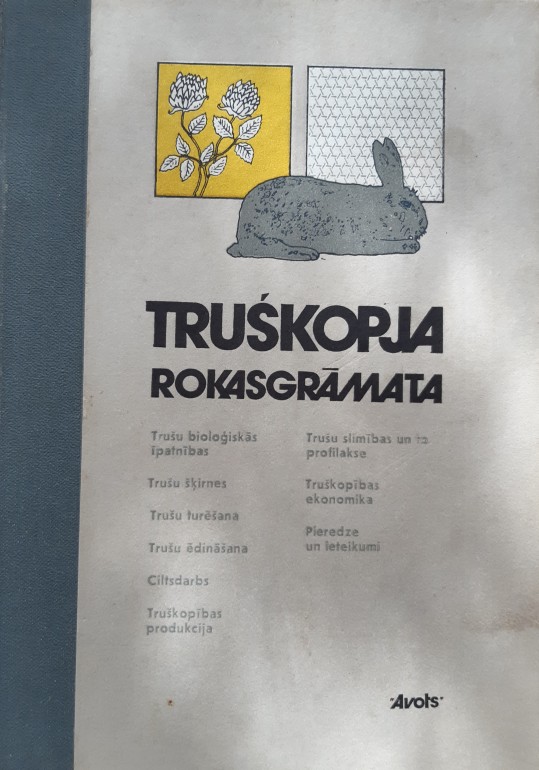 TRUŠKOPJA
ROKASGRĀMATA
Trušu bioloģiskās
īpatnības
Trušu šķirnes
Trušu turēšana
Trušu ēdināšana
Ciltsdarbs
Truškopības
produkcija
Trušu slimības un to
profilakse
Truškopības
ekonomika
Pieredze
un ieteikumi
·Avots·